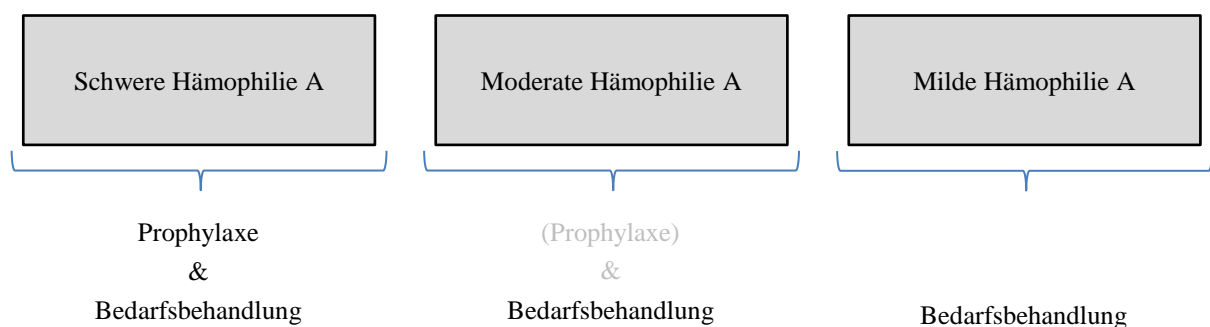 Schwere Hämophilie A
Moderate Hämophilie A
Milde Hämophilie A
Prophylaxe
&
Bedarfsbehandlung
(Prophylaxe)
&
Bedarfsbehandlung
Bedarfsbehandlung